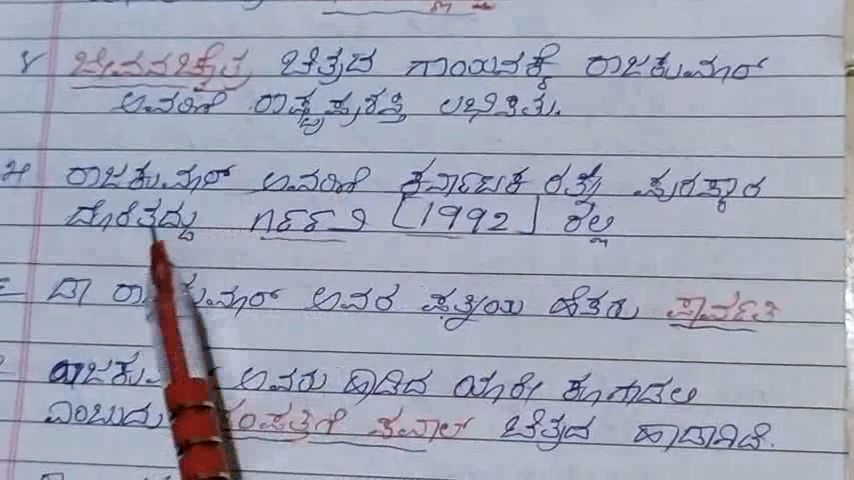 ೪ ಜೀವನಚೈತ್ರ ಚಿತ್ರದ ಗಾಯನಕ್ಕೆ ರಾಜಕುಮಾರ್
ಅವರಿಗೆ ರಾಷ್ಟ್ರಪ್ರಶಸ್ತಿ ಲಭಿಸಿತು.
೫ ರಾಜಕುಮಾರ್ ಅವರಿಗೆ ಕರ್ನಾಟಕ ರತ್ನ ಪುರಸ್ಕಾರ
ದೊರೆತದ್ದು ೧೯೯೨ [1992] ರಲ್ಲಿ
ಡಾ ರಾಜಕುಮಾರ್ ಅವರ ಪತ್ನಿಯ ಹೆಸರು ಪಾರ್ವತಿ
ರಾಜಕು ಅವರು ಹಾಡಿದ ಯಾರೇ ಕೂಗಾಡಲಿ
ಎಂಬುದು ಸಂಪತ್ತಿಗೆ ಸವಾಲ್ ಚಿತ್ರದ ಹಾಡಾಗಿದೆ.